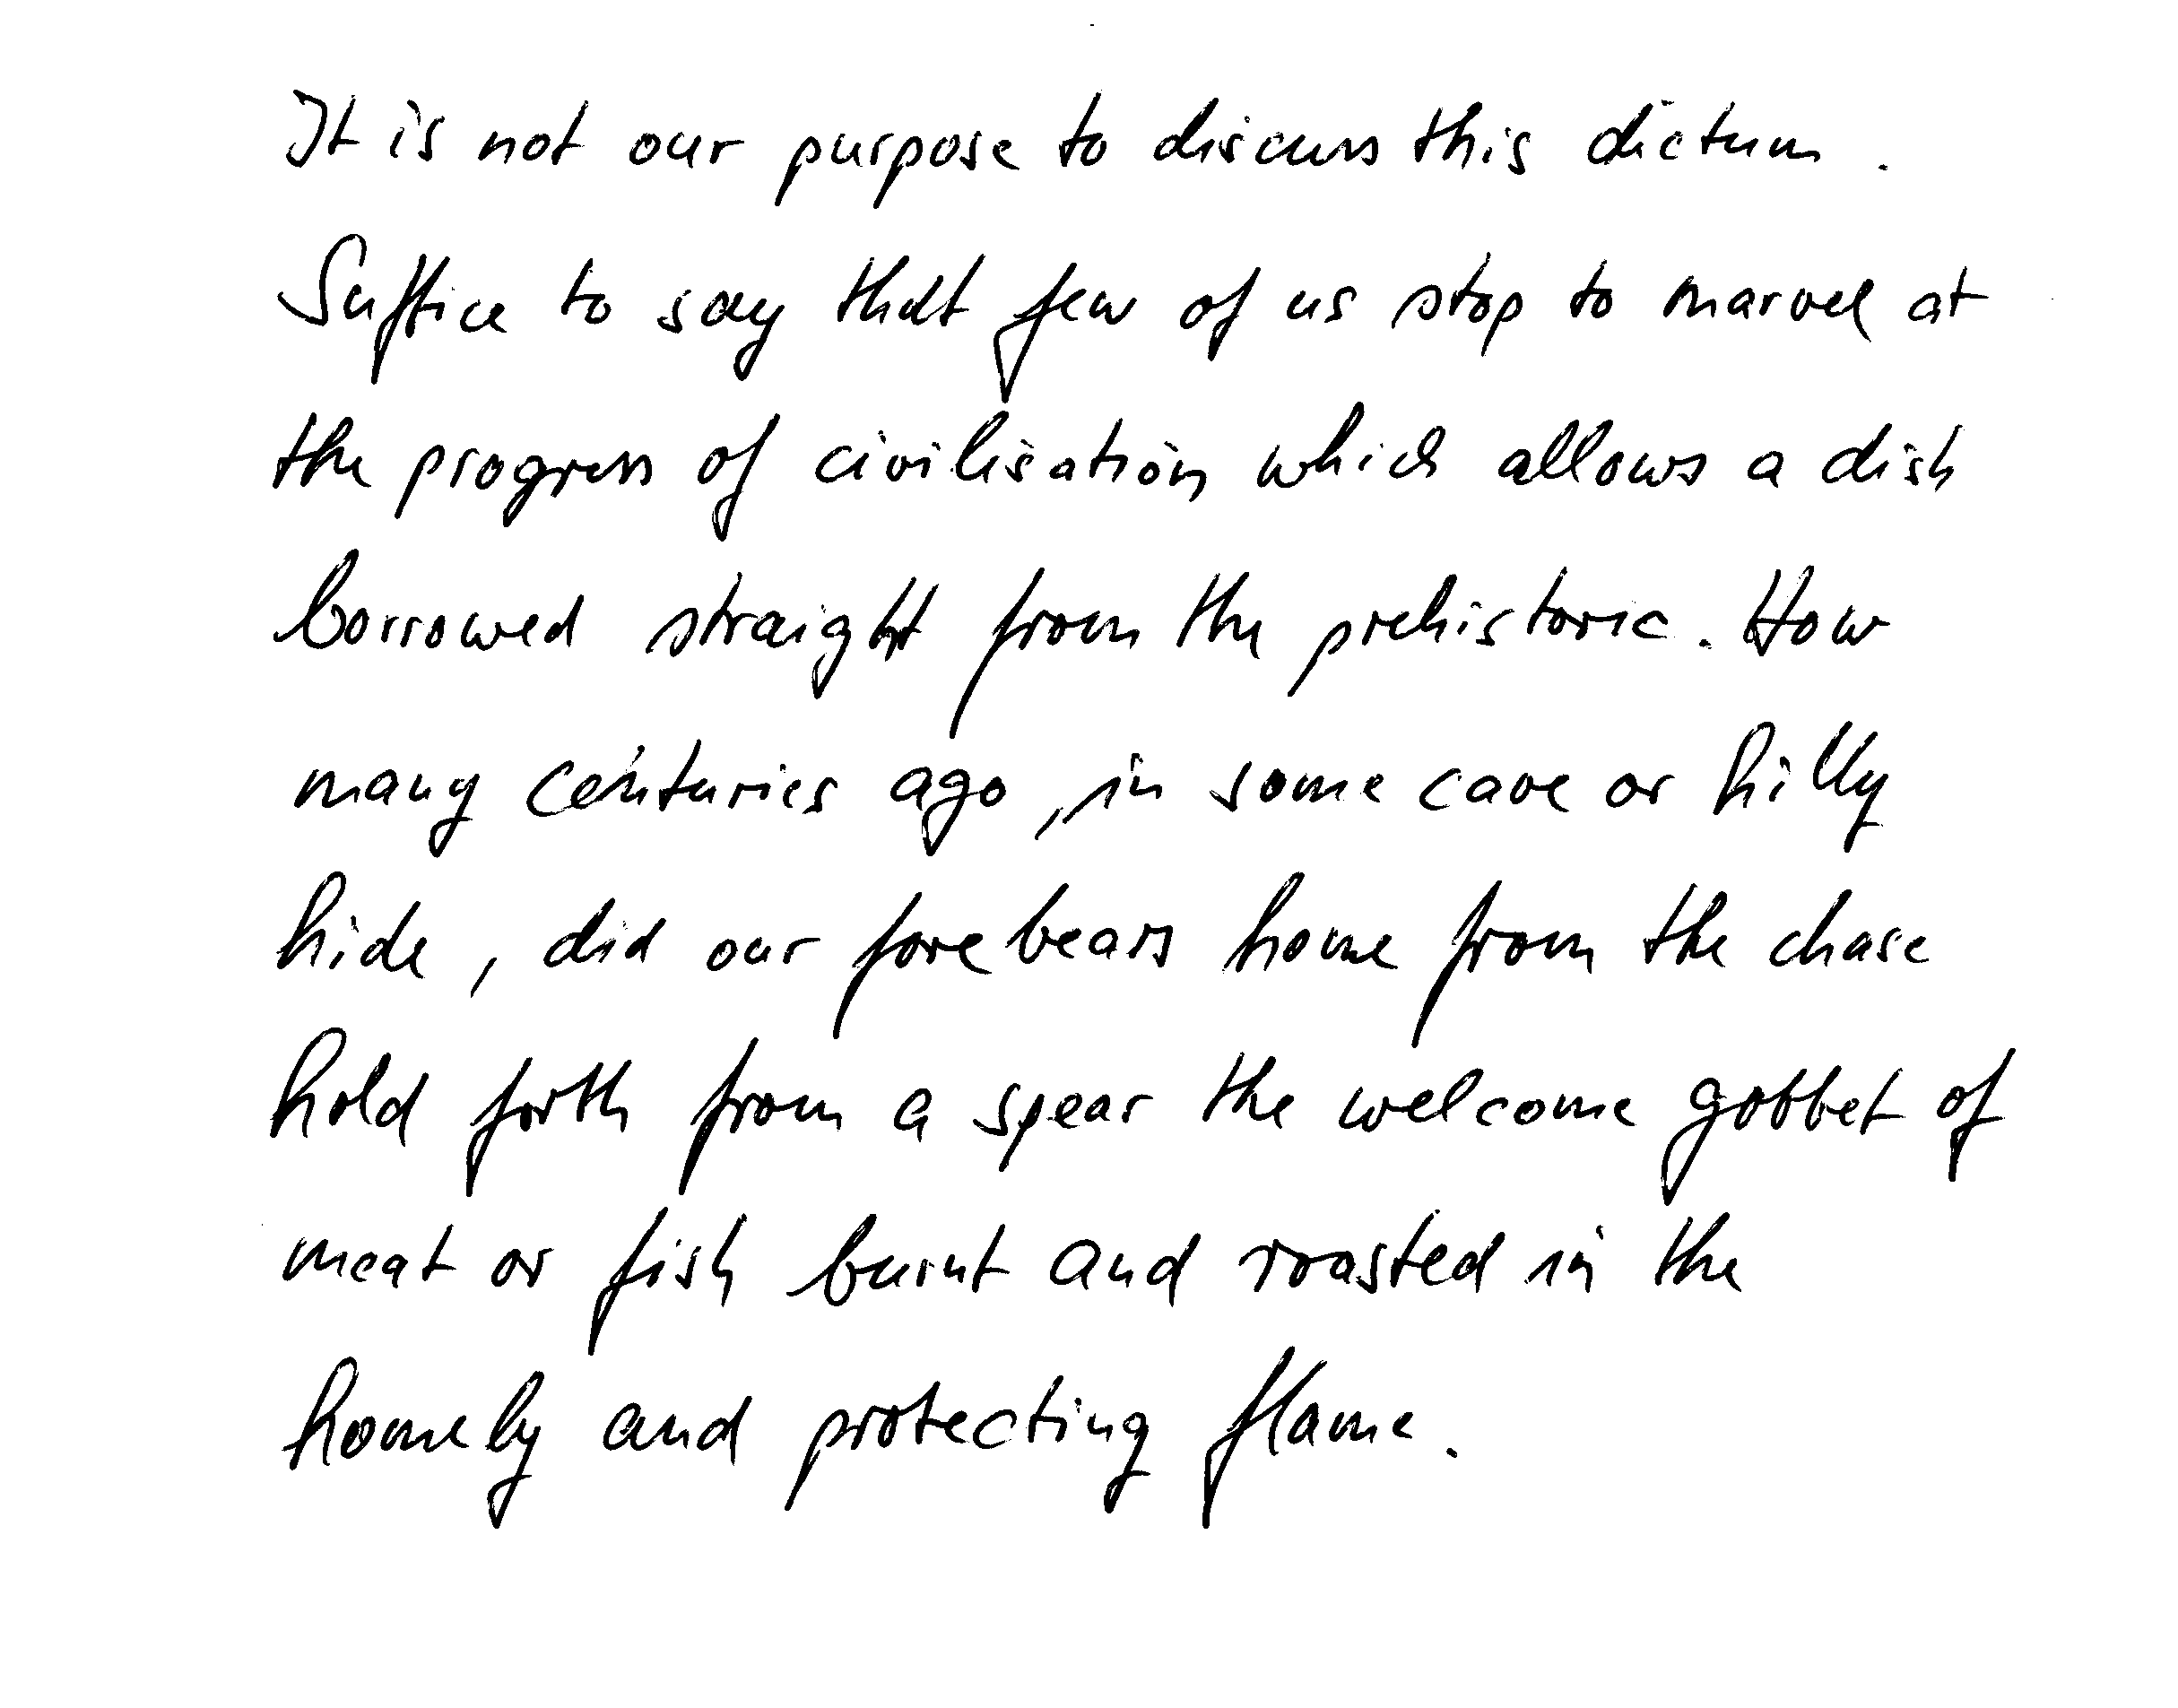 It is not our purpose to discuss this dictum.
Suffice to say that few of us stop to marvel at
the progress of civilisation which allows a dish
borrowed straight from the prehistoric. How
many centuries ago, in some cave or hilly
hide, did our forebears home from the chase
hold forth from a spear the welcome gobbet of
meat or fish burnt and roasted in the
homely and protecting flame.